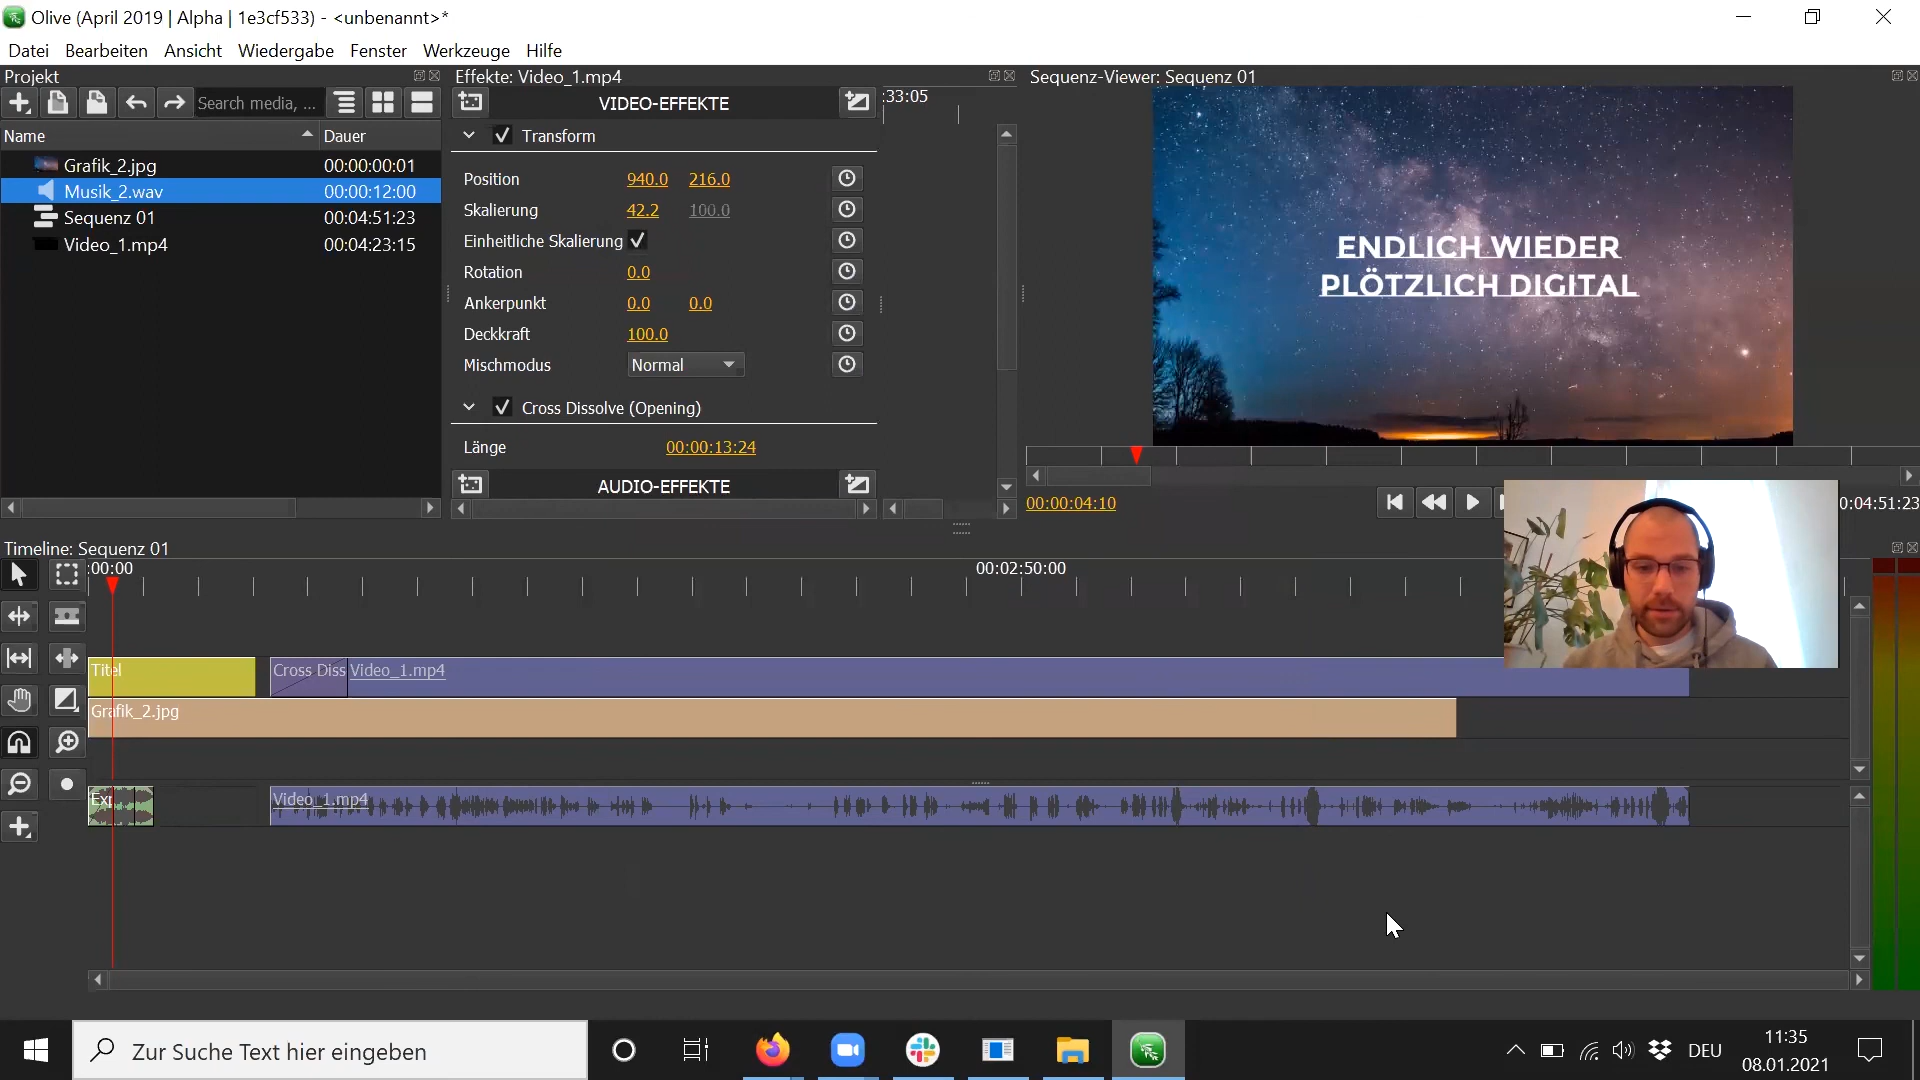 Olive (April 2019 | Alpha | 1e3cf533) - <unbenannt>*
Datei Bearbeiten Ansicht Wiedergabe Fenster Werkzeuge Hilfe
Projekt
Search media, ...
Name Dauer
Grafik_2.jpg 00:00:00:01
Musik_2.wav 00:00:12:00
Sequenz 01 00:04:51:23
Video_1.mp4 00:04:23:15
Effekte: Video_1.mp4
VIDEO-EFFEKTE
:33:05
Transform
Position 940.0 216.0
Skalierung 42.2 100.0
Einheitliche Skalierung
Rotation 0.0
Ankerpunkt 0.0 0.0
Deckkraft 100.0
Mischmodus Normal
Cross Dissolve (Opening)
Länge 00:00:13:24
AUDIO-EFFEKTE
Sequenz-Viewer: Sequenz 01
ENDLICH WIEDER
PLÖTZLICH DIGITAL
00:00:04:10
0:04:51:23
Timeline: Sequenz 01
:00:00 00:02:50:00
Titel Cross Diss Video_1.mp4
Grafik_2.jpg
Exp Video_1.mp4
Zur Suche Text hier eingeben
DEU
11:35
08.01.2021